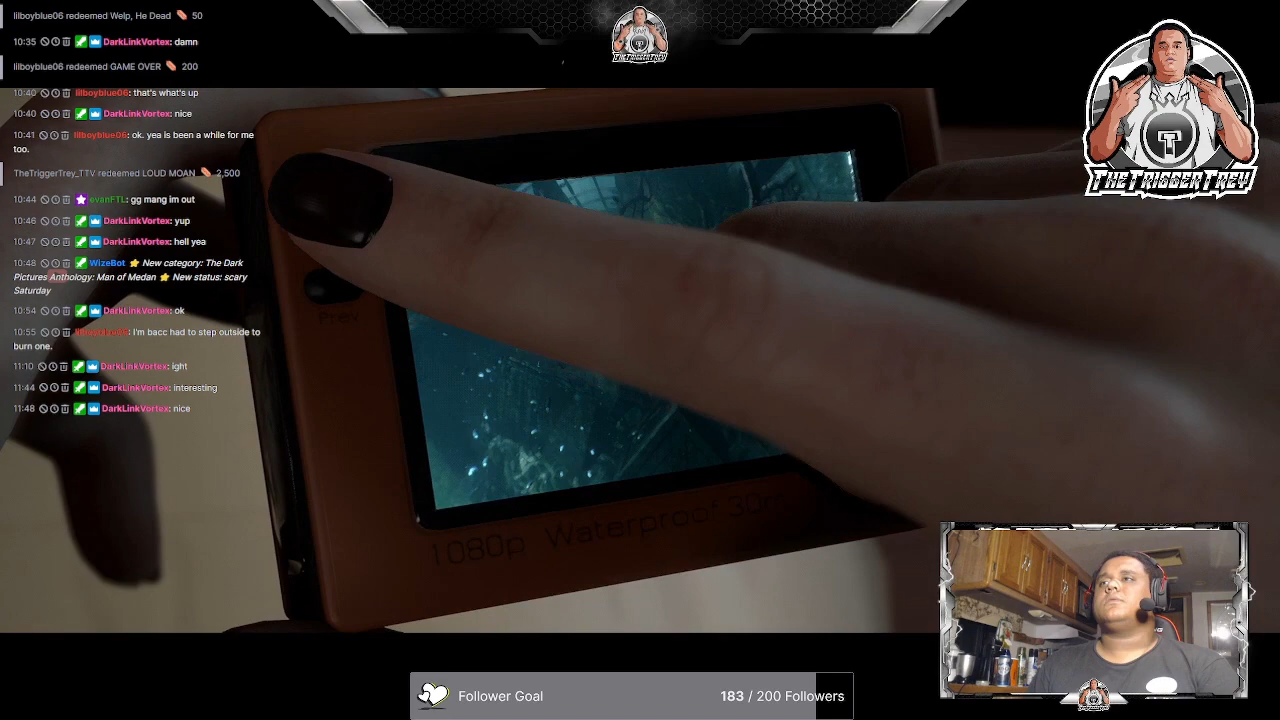 lilboyblue06 redeemed Welp, He Dead 50
10:35 DarkLinkVortex: damn
lilboyblue06 redeemed GAME OVER 200
10:40 lilboyblue06: that's what's up
10:40 DarkLinkVortex: nice
10:41 lilboyblue06: ok. yea is been a while for me
too.
TheTriggerTrey_TTV redeemed LOUD MOAN 2,500
10:44 evanFTL: gg mang im out
10:46 DarkLinkVortex: yup
10:47 DarkLinkVortex: hell yea
10:48 WizeBot ⭐ New category: The Dark
Pictures Anthology: Man of Medan ⭐ New status: scary
Saturday
10:54 DarkLinkVortex: ok
10:55 lilboyblue06: I'm bacc had to step outside to
burn one.
11:10 DarkLinkVortex: ight
11:44 DarkLinkVortex: interesting
11:48 DarkLinkVortex: nice
THETRIGGERTREY
T
THETRIGGERTREY
Prev
1080p Waterproof 30m
Follower Goal 183 / 200 Followers